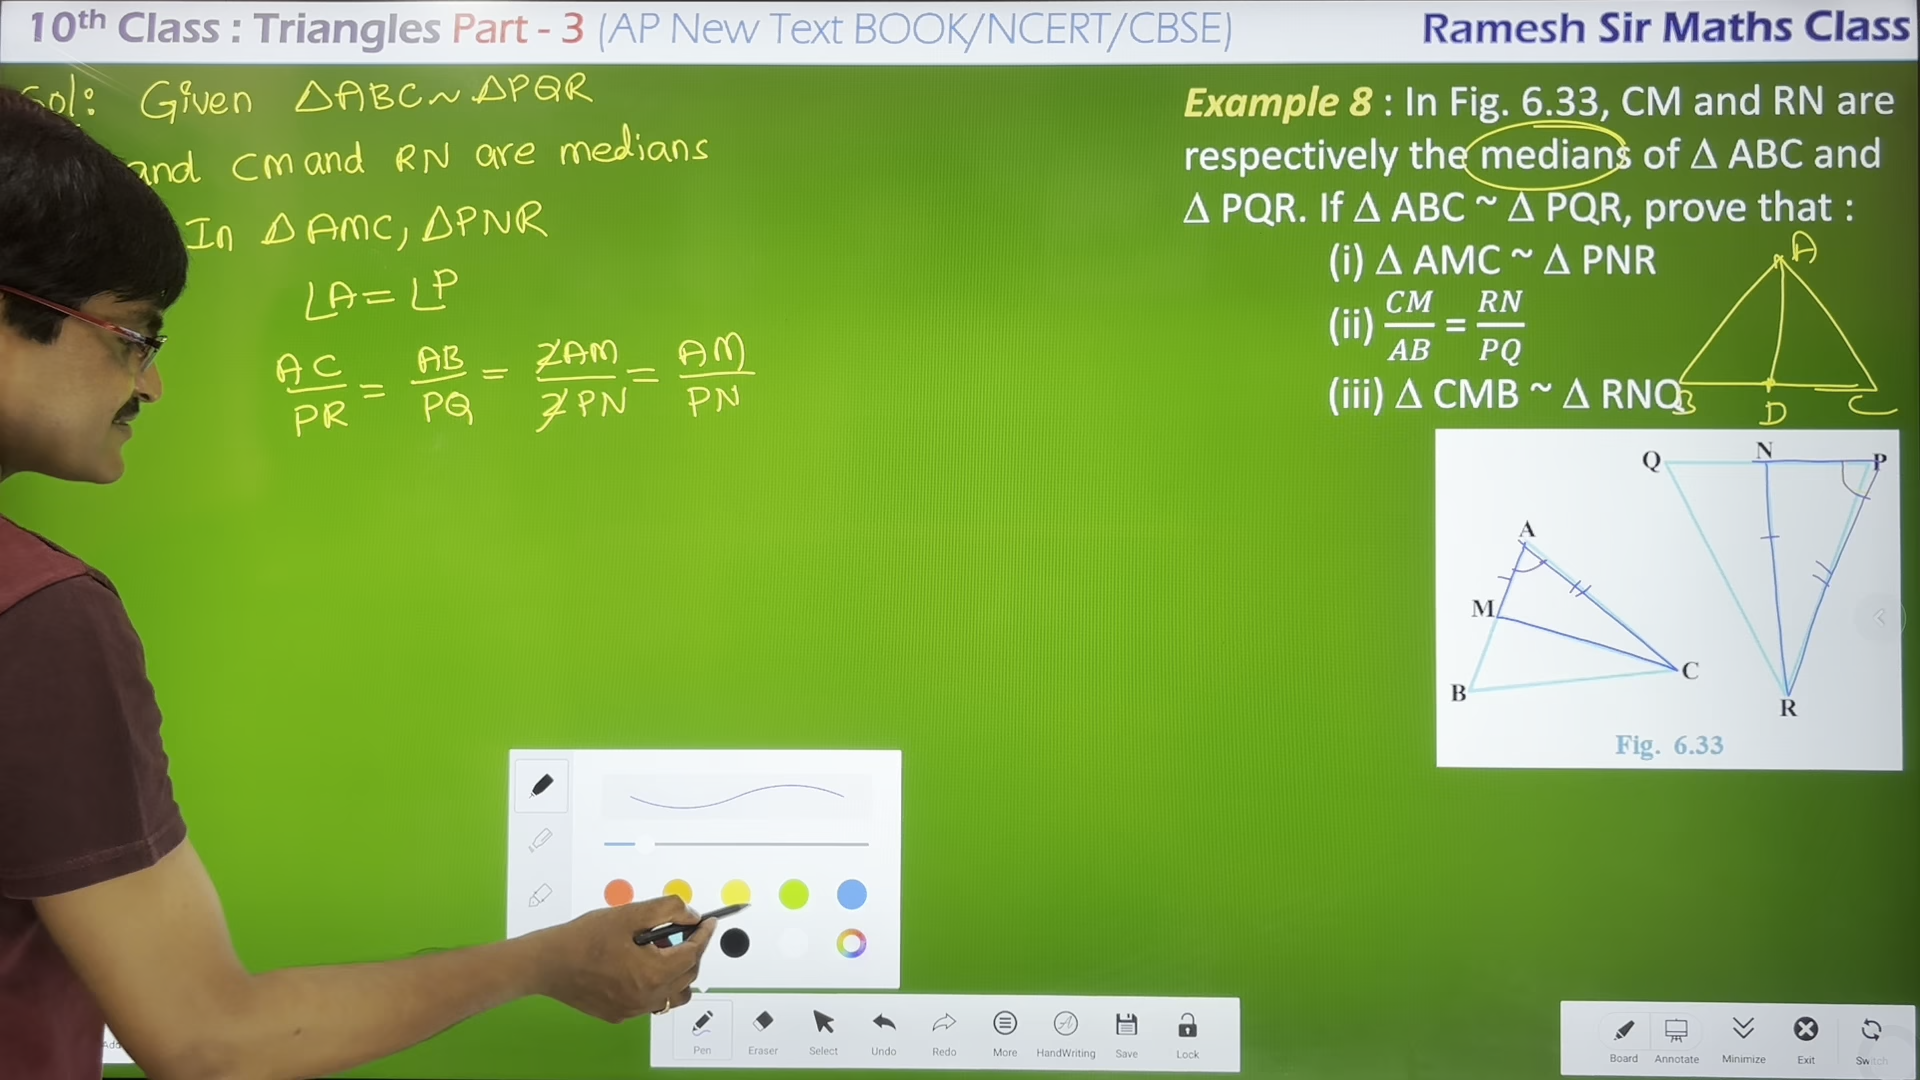 10th Class : Triangles Part - 3 (AP New Text BOOK/NCERT/CBSE)
Ramesh Sir Maths Class
Sol: Given ΔABC ~ ΔPQR
and CM and RN are medians
In ΔAMC, ΔPNR
∠A = ∠P
AC/PR = AB/PQ = 2AM/2PN = AM/PN
Example 8 : In Fig. 6.33, CM and RN are
respectively the medians of Δ ABC and
Δ PQR. If Δ ABC ~ Δ PQR, prove that :
(i) Δ AMC ~ Δ PNR
(ii) CM/AB = RN/PQ
(iii) Δ CMB ~ Δ RNQ
A
B
D
C
Q
N
P
A
M
B
C
R
Fig. 6.33
Pen
Eraser
Select
Undo
Redo
More
HandWriting
Save
Lock
Board
Annotate
Minimize
Exit
Switch